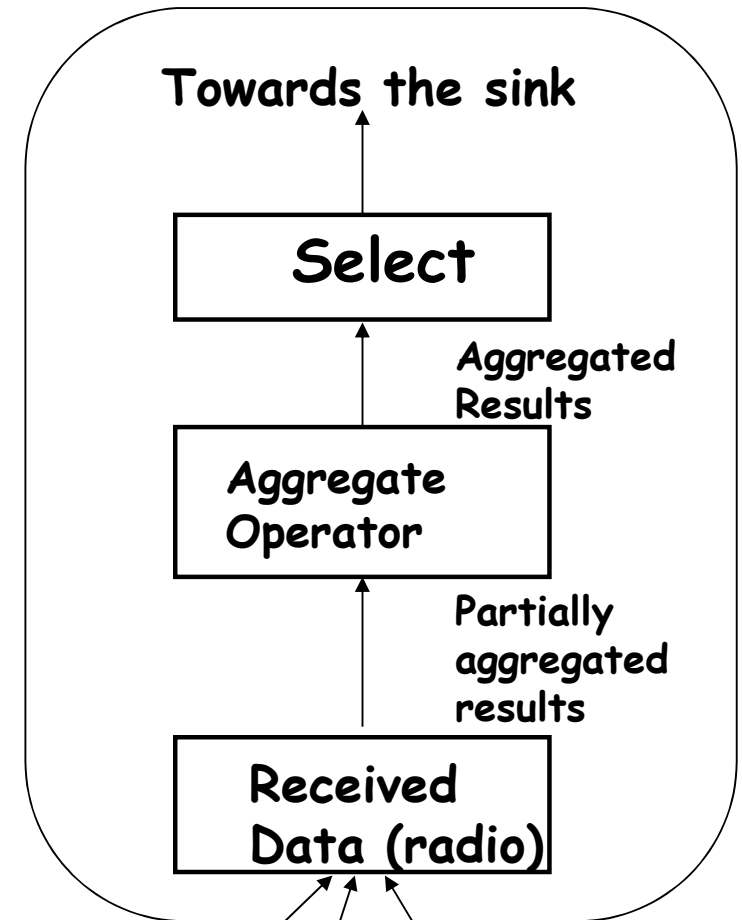 Towards the sink
Select
Aggregated
Results
Aggregate
Operator
Partially
aggregated
results
Received
Data (radio)